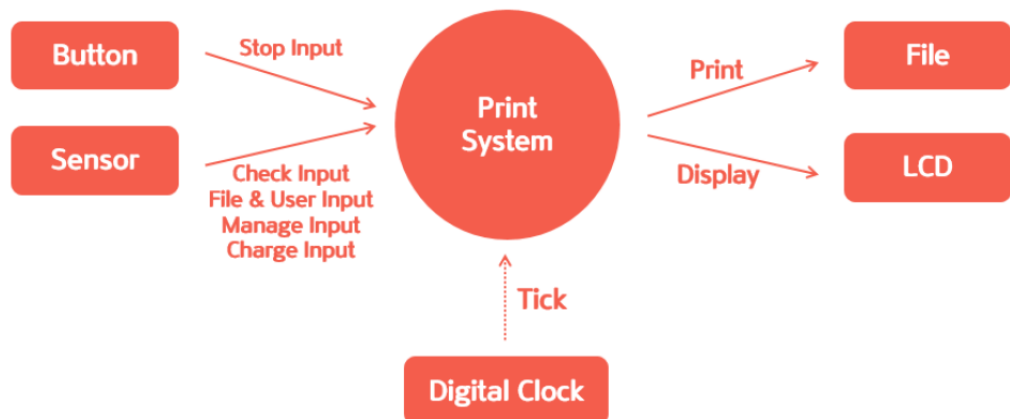 Button
Stop Input
Sensor
Check Input
File & User Input
Manage Input
Charge Input
Print
System
Print
File
Display
LCD
Tick
Digital Clock